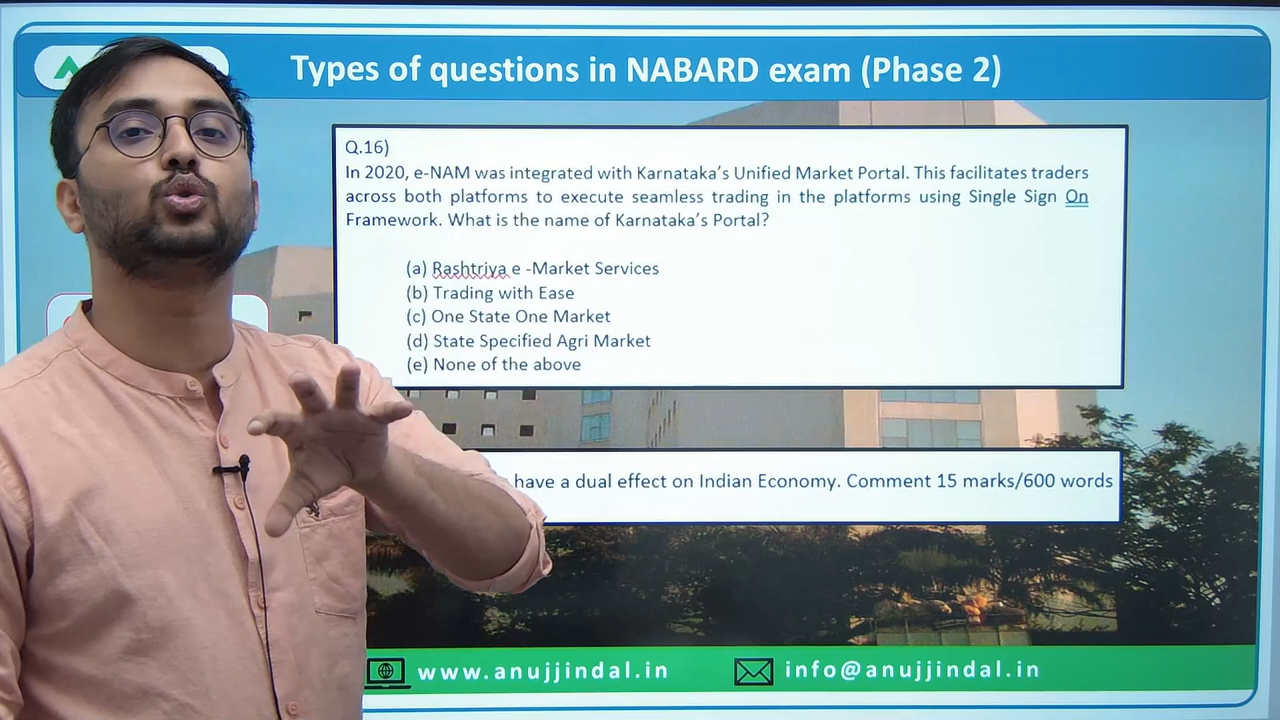 Types of questions in NABARD exam (Phase 2)
Q.16)
In 2020, e-NAM was integrated with Karnataka's Unified Market Portal. This facilitates traders
across both platforms to execute seamless trading in the platforms using Single Sign On
Framework. What is the name of Karnataka's Portal?
(a) Rashtriya e -Market Services
(b) Trading with Ease
(c) One State One Market
(d) State Specified Agri Market
(e) None of the above
have a dual effect on Indian Economy. Comment 15 marks/600 words
www.anujjindal.in
info@anujjindal.in